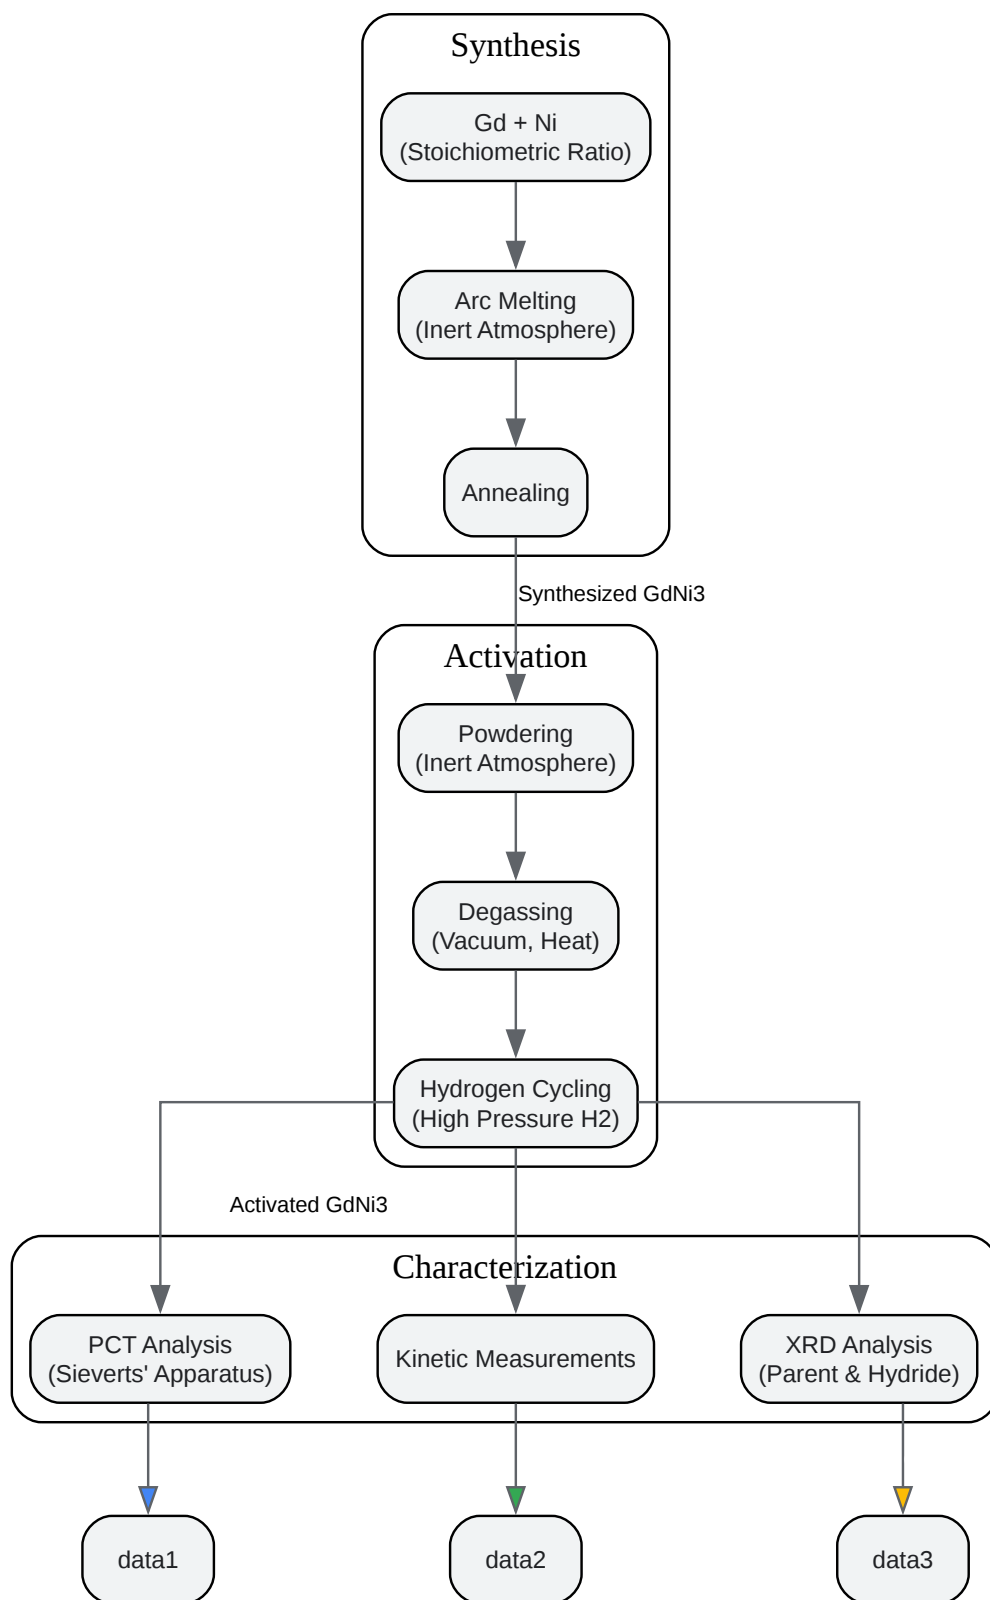 Synthesis
Gd + Ni
(Stoichiometric Ratio)
Arc Melting
(Inert Atmosphere)
Annealing
Synthesized GdNi3
Activation
Powdering
(Inert Atmosphere)
Degassing
(Vacuum, Heat)
Hydrogen Cycling
(High Pressure H2)
Activated GdNi3
Characterization
PCT Analysis
(Sieverts' Apparatus)
Kinetic Measurements
XRD Analysis
(Parent & Hydride)
data1
data2
data3